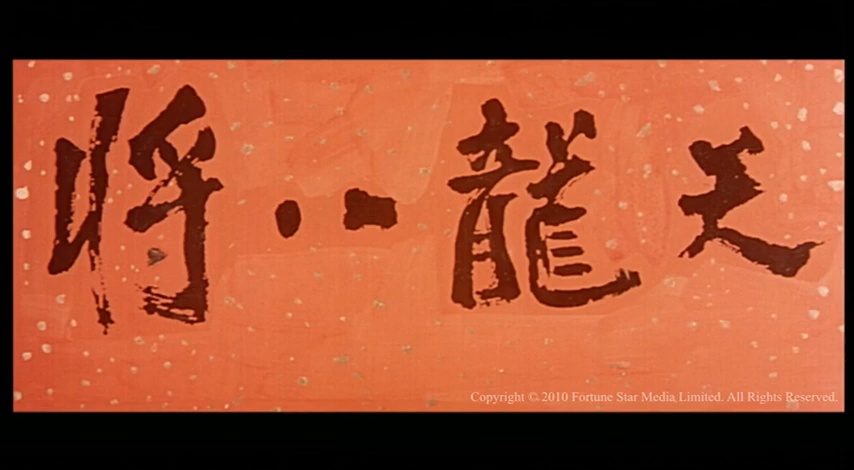 天龍八將
Copyright © 2010 Fortune Star Media Limited. All Rights Reserved.